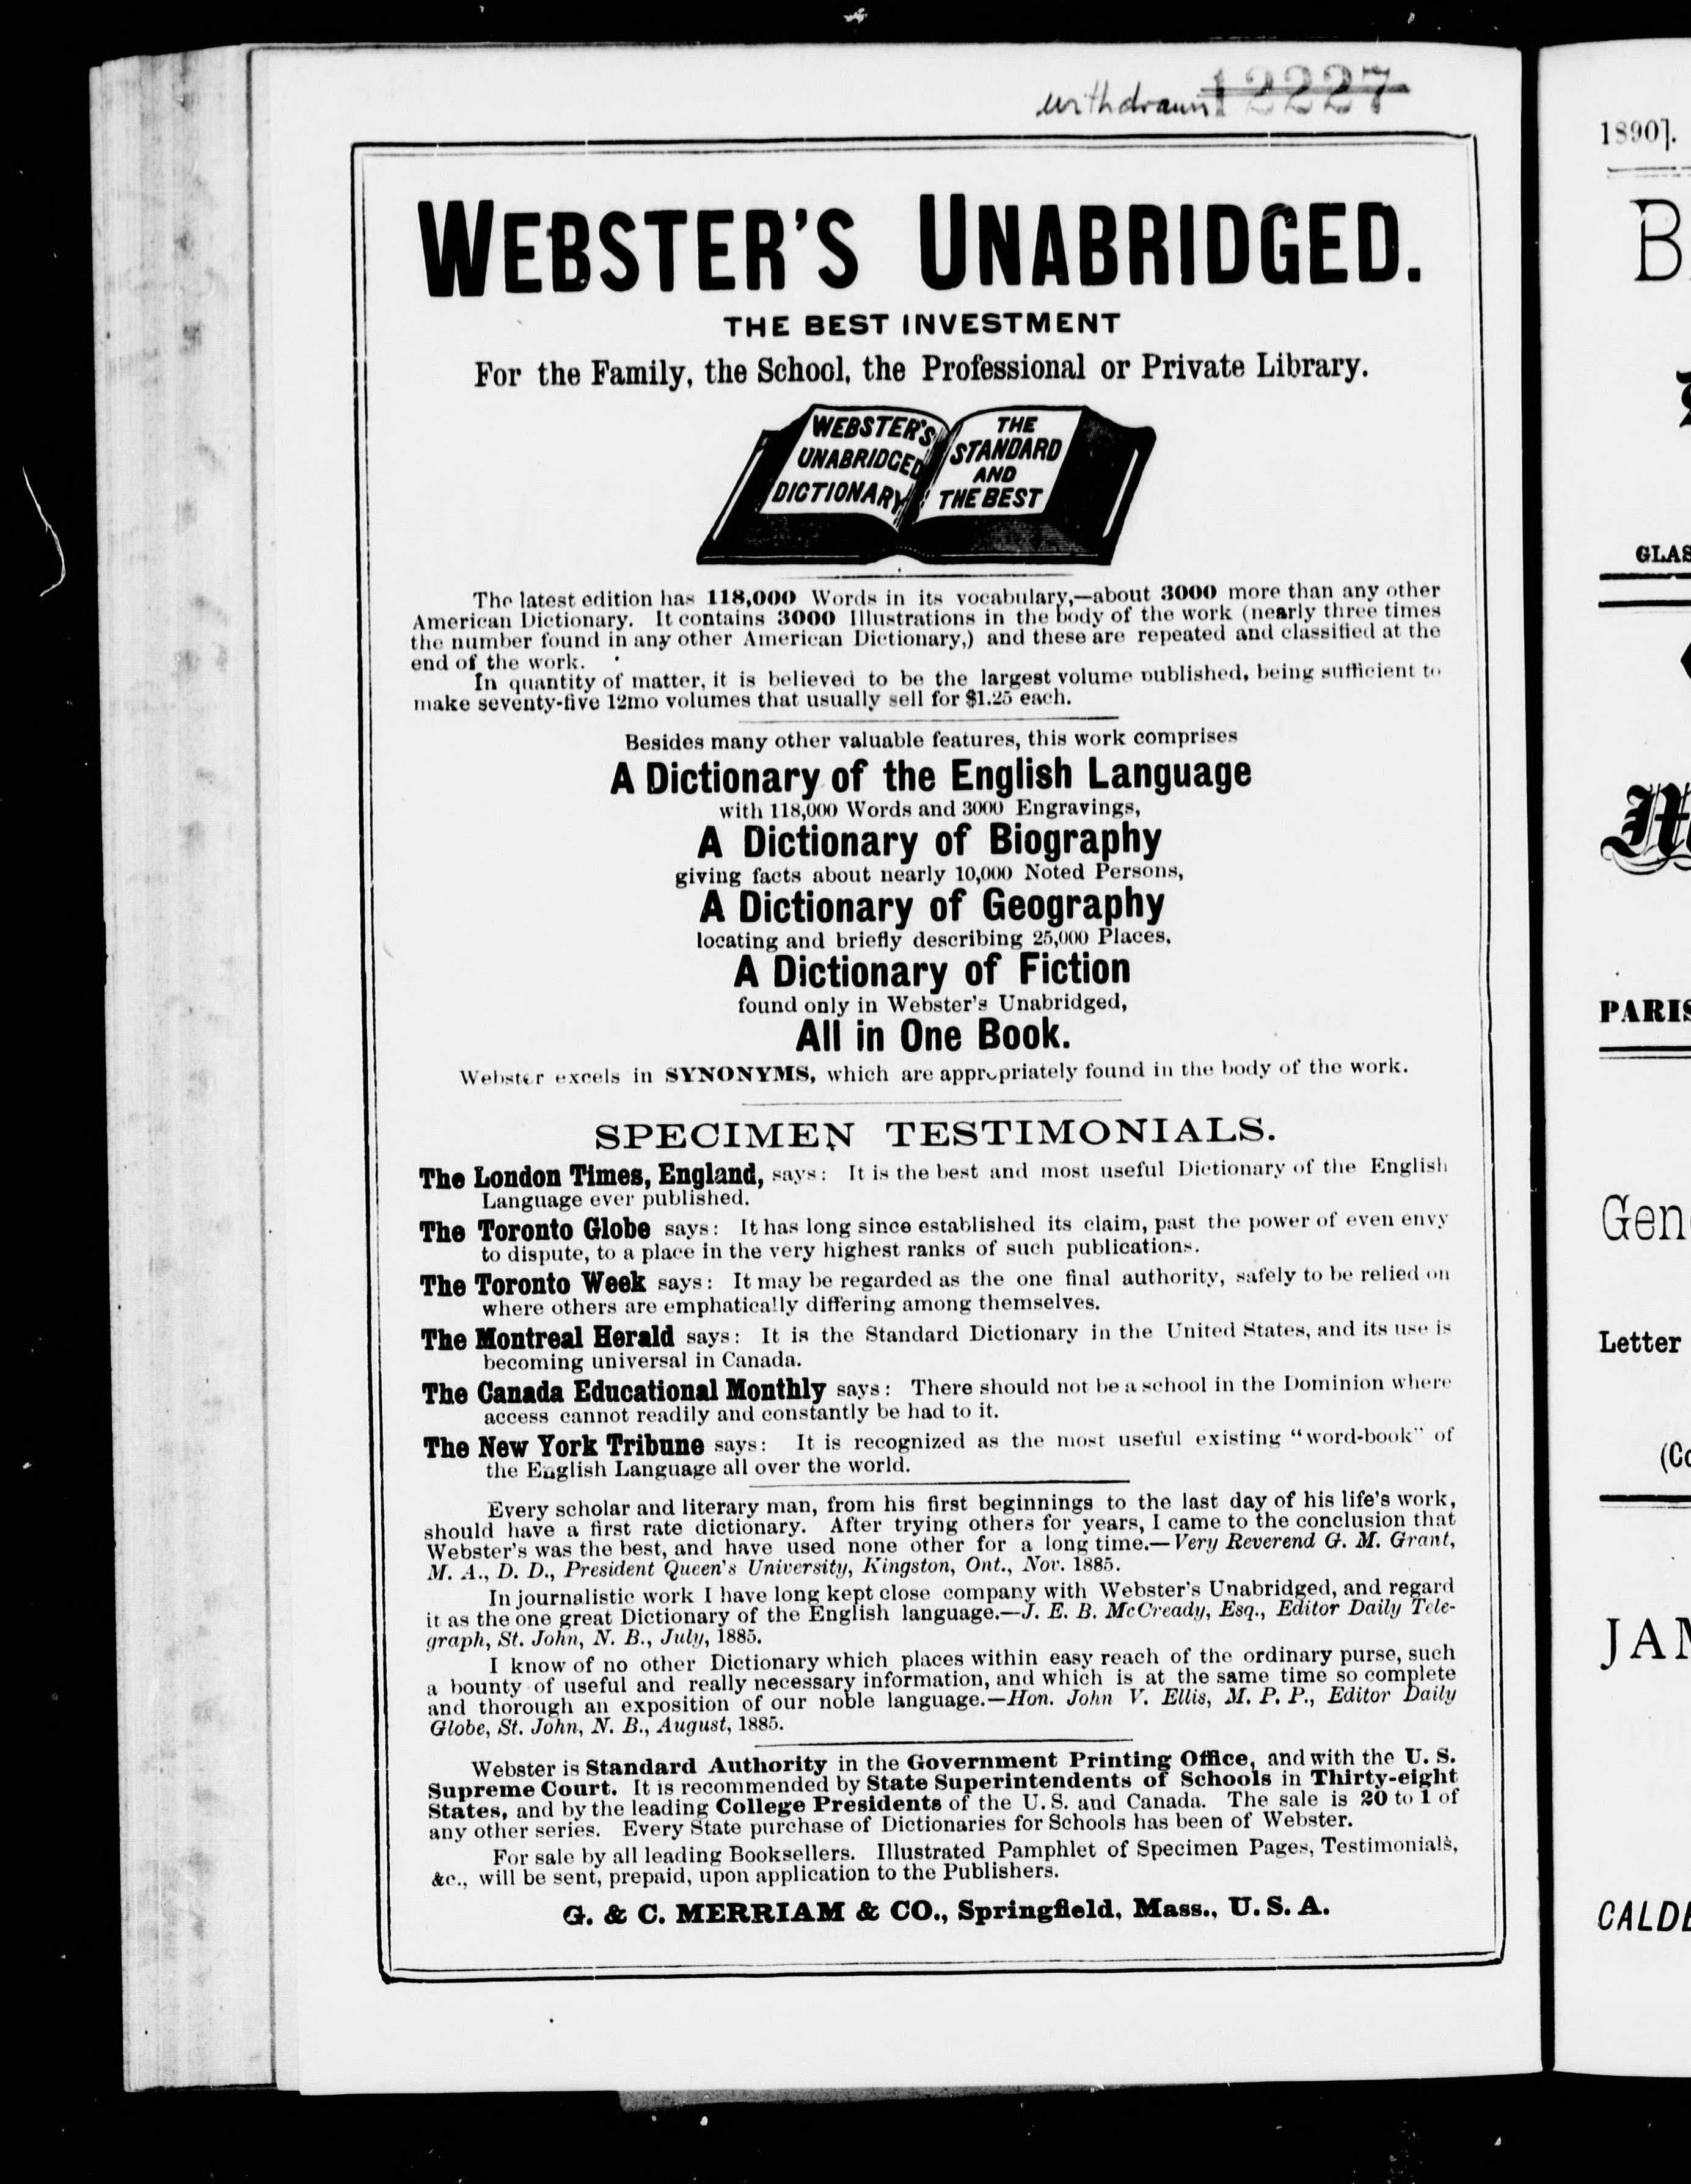 withdrawn 12227
WEBSTER'S UNABRIDGED.
THE BEST INVESTMENT
For the Family, the School, the Professional or Private Library.
WEBSTER'S
UNABRIDGED
DICTIONARY
THE
STANDARD
AND
THE BEST
The latest edition has 118,000 Words in its vocabulary,—about 3000 more than any other
American Dictionary. It contains 3000 Illustrations in the body of the work (nearly three times
the number found in any other American Dictionary,) and these are repeated and classified at the
end of the work.
In quantity of matter, it is believed to be the largest volume published, being sufficient to
make seventy-five 12mo volumes that usually sell for $1.25 each.
Besides many other valuable features, this work comprises
A Dictionary of the English Language
with 118,000 Words and 3000 Engravings,
A Dictionary of Biography
giving facts about nearly 10,000 Noted Persons,
A Dictionary of Geography
locating and briefly describing 25,000 Places,
A Dictionary of Fiction
found only in Webster's Unabridged,
All in One Book.
Webster excels in SYNONYMS, which are appropriately found in the body of the work.
SPECIMEN TESTIMONIALS.
The London Times, England, says: It is the best and most useful Dictionary of the English
Language ever published.
The Toronto Globe says: It has long since established its claim, past the power of even envy
to dispute, to a place in the very highest ranks of such publications.
The Toronto Week says: It may be regarded as the one final authority, safely to be relied on
where others are emphatically differing among themselves.
The Montreal Herald says: It is the Standard Dictionary in the United States, and its use is
becoming universal in Canada.
The Canada Educational Monthly says: There should not be a school in the Dominion where
access cannot readily and constantly be had to it.
The New York Tribune says: It is recognized as the most useful existing "word-book" of
the English Language all over the world.
Every scholar and literary man, from his first beginnings to the last day of his life's work,
should have a first rate dictionary. After trying others for years, I came to the conclusion that
Webster's was the best, and have used none other for a long time.—Very Reverend G. M. Grant,
M. A., D. D., President Queen's University, Kingston, Ont., Nov. 1885.
In journalistic work I have long kept close company with Webster's Unabridged, and regard
it as the one great Dictionary of the English language.—J. E. B. McCready, Esq., Editor Daily Tele-
graph, St. John, N. B., July, 1885.
I know of no other Dictionary which places within easy reach of the ordinary purse, such
a bounty of useful and really necessary information, and which is at the same time so complete
and thorough an exposition of our noble language.—Hon. John V. Ellis, M. P. P., Editor Daily
Globe, St. John, N. B., August, 1885.
Webster is Standard Authority in the Government Printing Office, and with the U. S.
Supreme Court. It is recommended by State Superintendents of Schools in Thirty-eight
States, and by the leading College Presidents of the U. S. and Canada. The sale is 20 to 1 of
any other series. Every State purchase of Dictionaries for Schools has been of Webster.
For sale by all leading Booksellers. Illustrated Pamphlet of Specimen Pages, Testimonials,
&c., will be sent, prepaid, upon application to the Publishers.
G. & C. MERRIAM & CO., Springfield, Mass., U. S. A.
1890].
GLAS
PARIS
Gen
Letter
(Co
JAM
CALDE